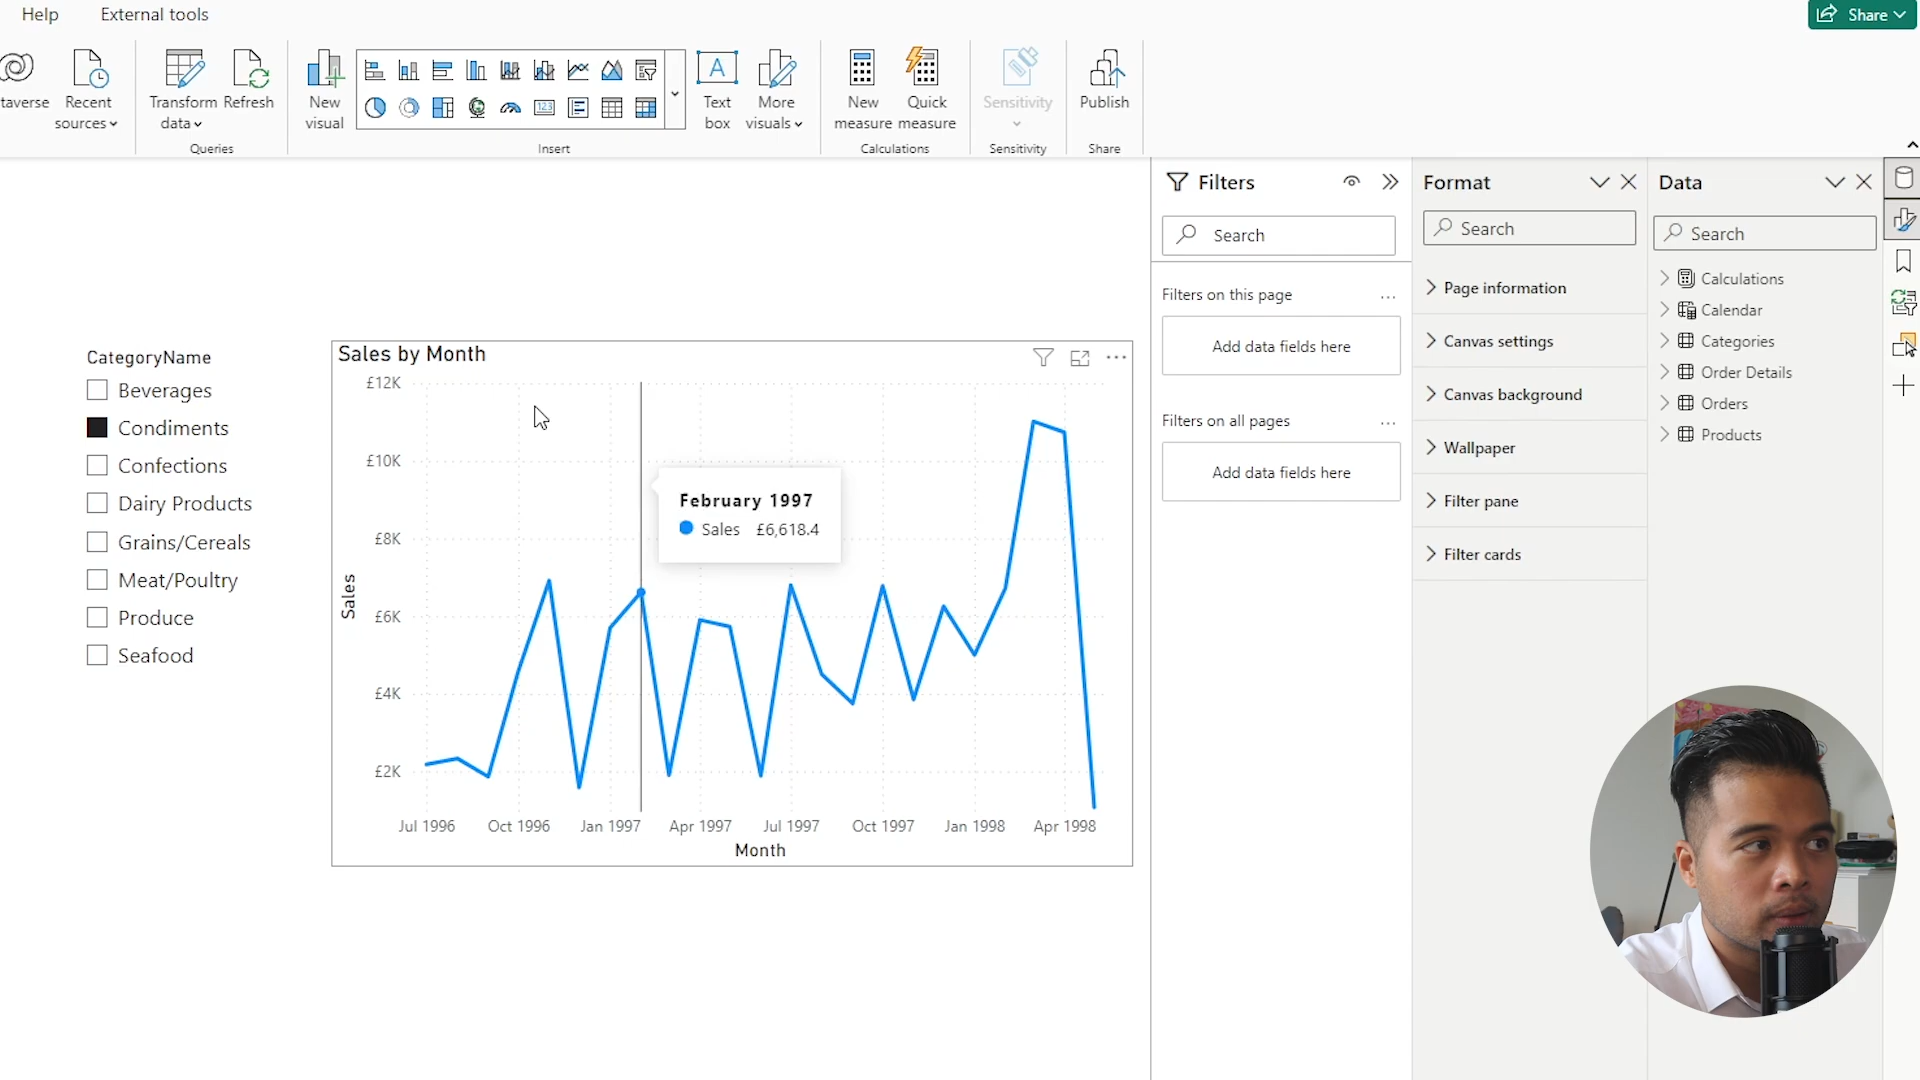 Help
External tools
Share
taverse
Recent
sources
Transform
data
Refresh
Queries
New
visual
123
Insert
A
Text
box
More
visuals
New
measure
Quick
measure
Calculations
Sensitivity
Sensitivity
Publish
Share
Filters
Search
Filters on this page
...
Add data fields here
Filters on all pages
...
Add data fields here
Format
Search
Page information
Canvas settings
Canvas background
Wallpaper
Filter pane
Filter cards
Data
Search
Calculations
Calendar
Categories
Order Details
Orders
Products
CategoryName
Beverages
Condiments
Confections
Dairy Products
Grains/Cereals
Meat/Poultry
Produce
Seafood
Sales by Month
£12K
£10K
£8K
£6K
£4K
£2K
Sales
February 1997
Sales £6,618.4
Jul 1996
Oct 1996
Jan 1997
Apr 1997
Jul 1997
Oct 1997
Jan 1998
Apr 1998
Month